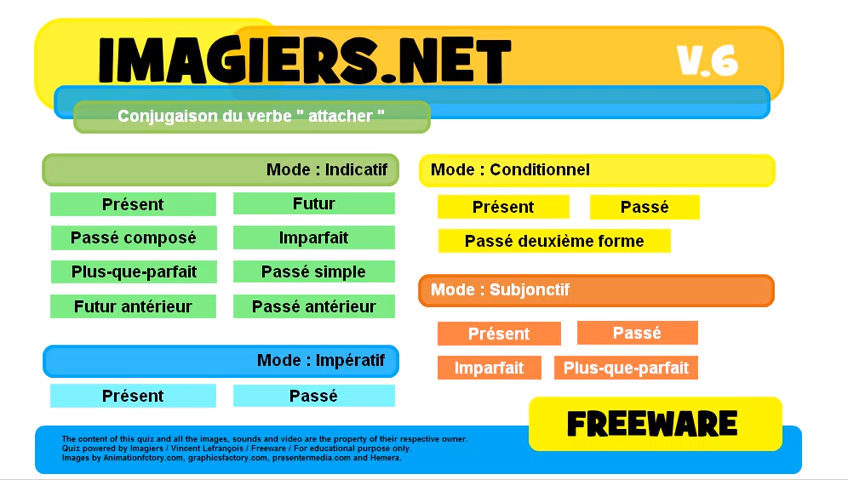 IMAGIERS.NET
V.6
Conjugaison du verbe " attacher "
Mode : Indicatif
Présent
Futur
Passé composé
Imparfait
Plus-que-parfait
Passé simple
Futur antérieur
Passé antérieur
Mode : Impératif
Présent
Passé
Mode : Conditionnel
Présent
Passé
Passé deuxième forme
Mode : Subjonctif
Présent
Passé
Imparfait
Plus-que-parfait
FREEWARE
The content of this quiz and all the images, sounds and video are the property of their respective owner.
Quiz powered by Imagiers / Vincent Lefrançois / Freeware / For educational purpose only.
Images by Animationfctory.com, graphicsfactory.com, presentermedia.com and Hemera.